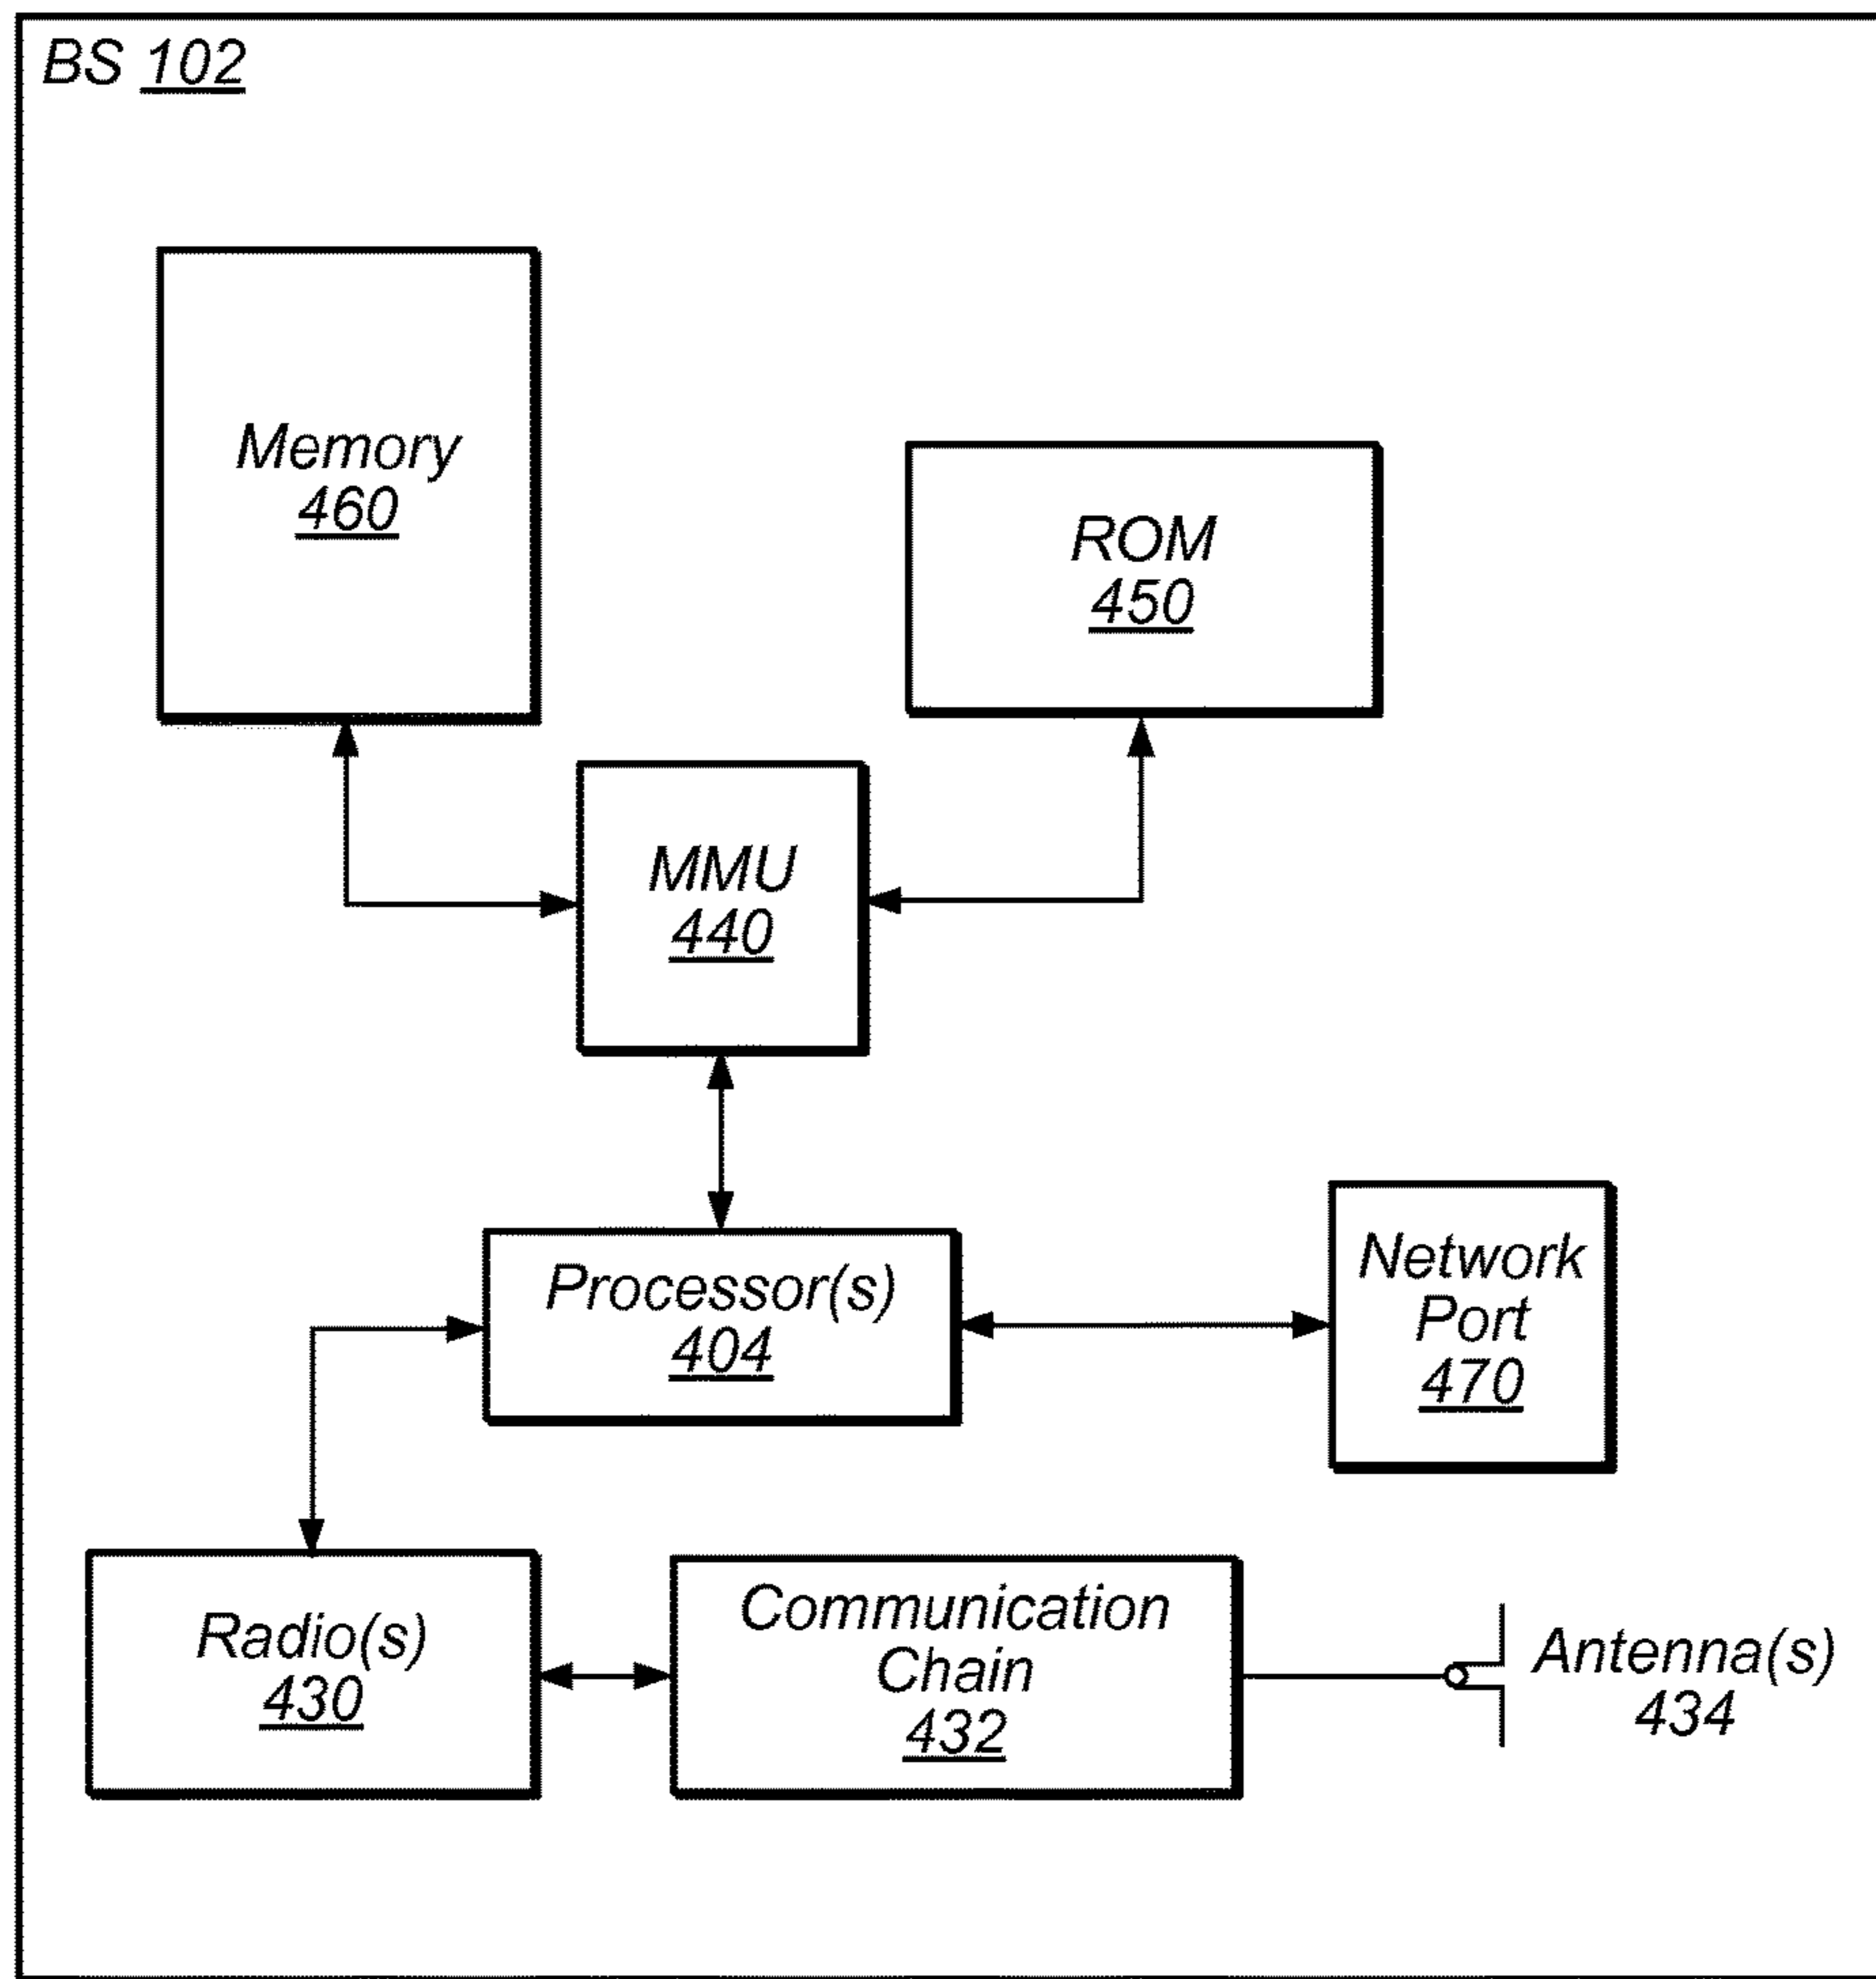 BS 102
Memory
460
ROM
450
MMU
440
Processor(s)
404
Network
Port
470
Radio(s)
430
Communication
Chain
432
Antenna(s)
434